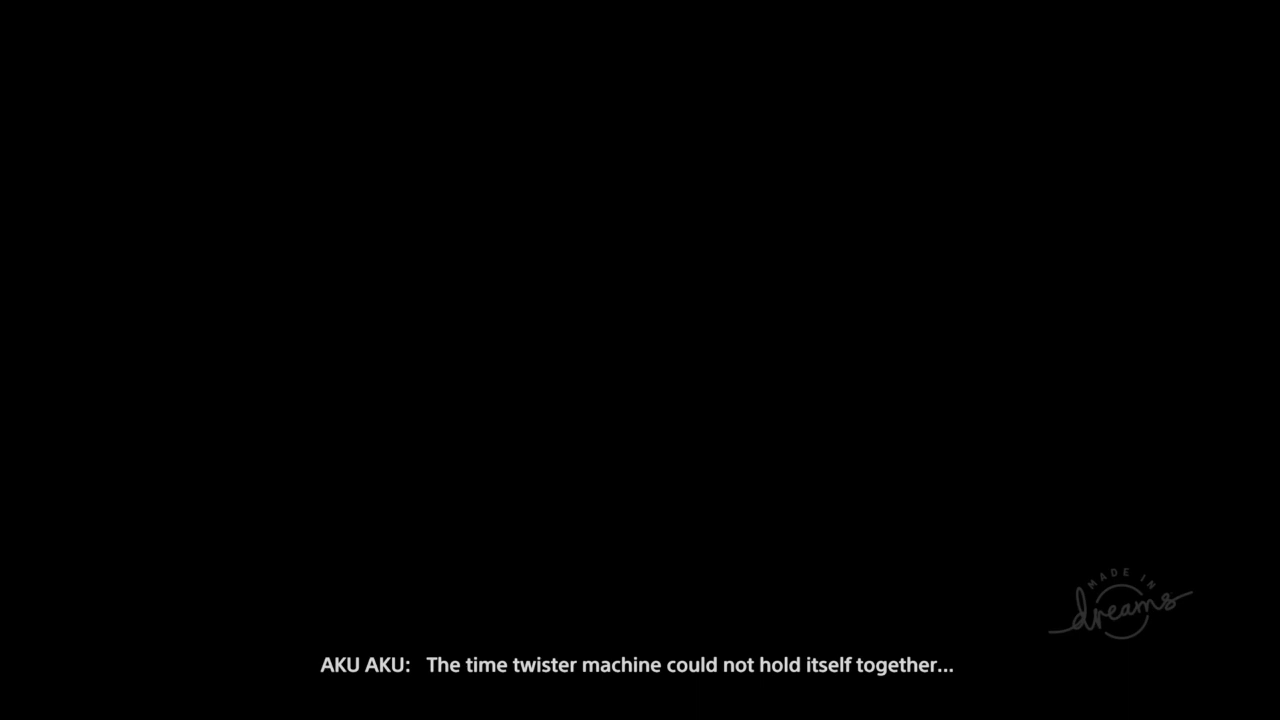 MADE IN
dreams
AKU AKU: The time twister machine could not hold itself together...